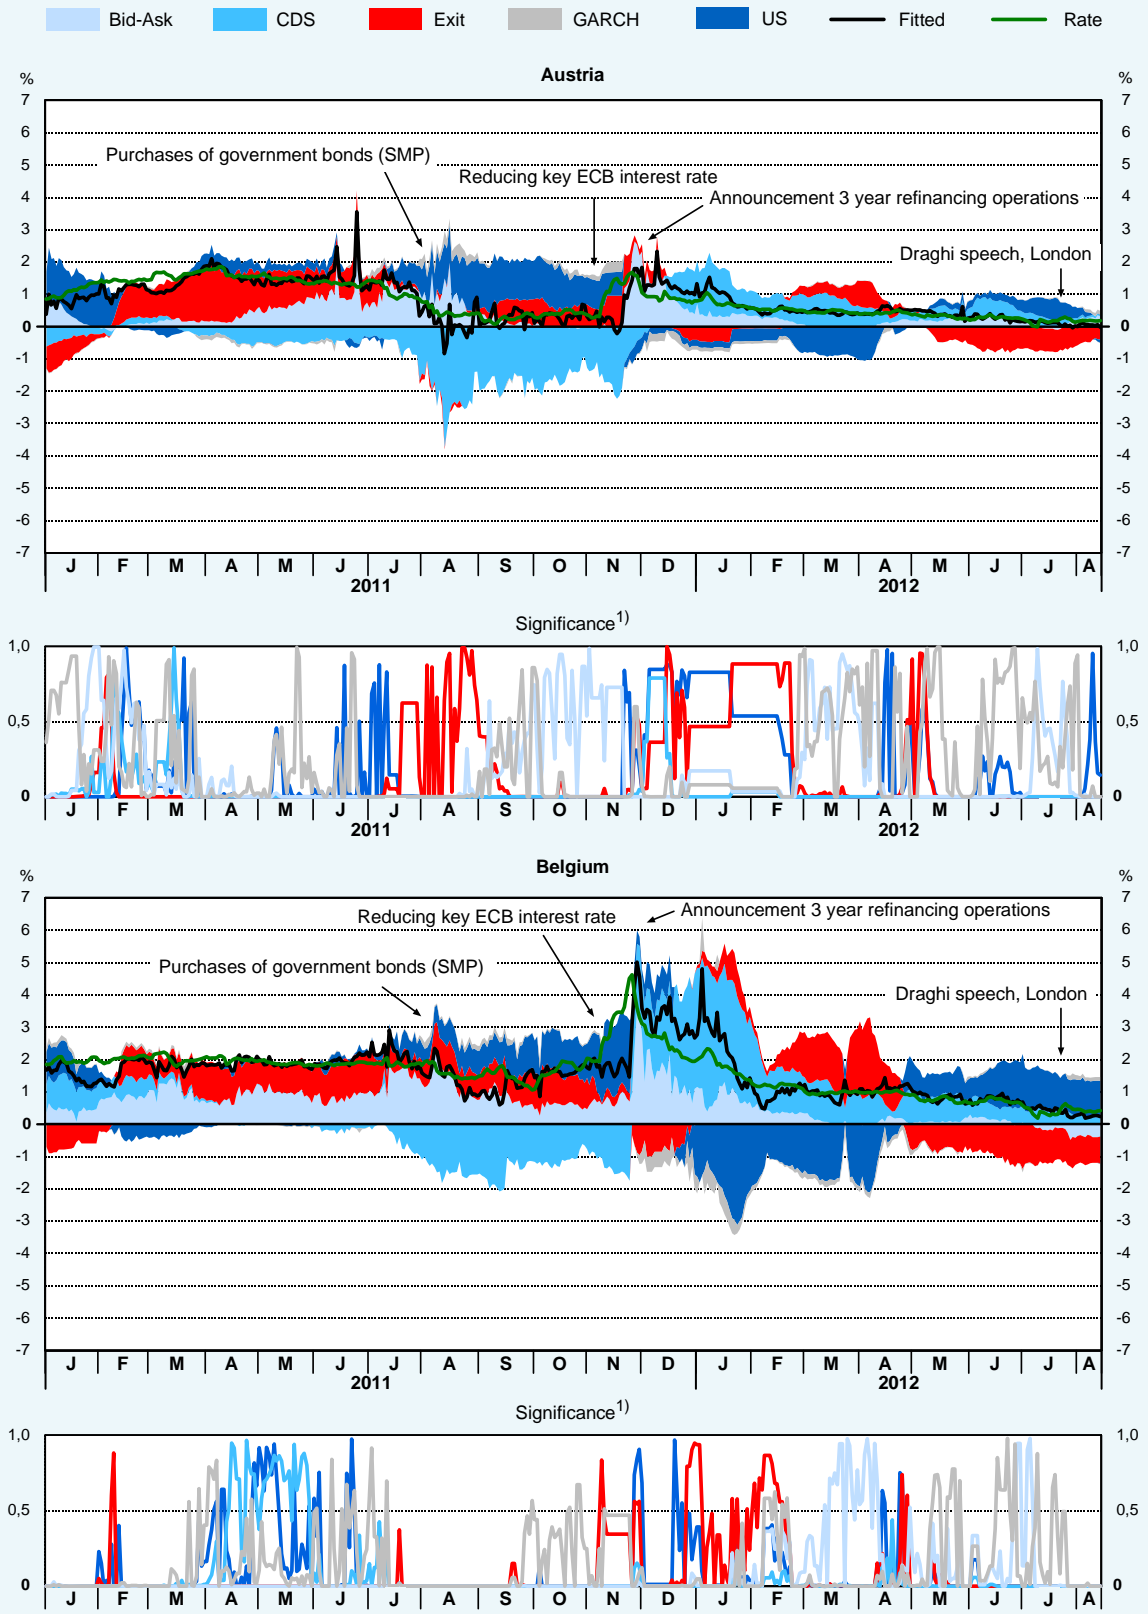 Bid-Ask CDS Exit GARCH US Fitted Rate
Austria
% %
7 7
6 6
5 5
Purchases of government bonds (SMP)
Reducing key ECB interest rate
4 4
Announcement 3 year refinancing operations
3 3
Draghi speech, London
2 2
1 1
0 0
-1 -1
-2 -2
-3 -3
-4 -4
-5 -5
-6 -6
-7 -7
J F M A M J J A S O N D J F M A M J J A
2011 2012
Significance1)
1,0 1,0
0,5 0,5
0 0
J F M A M J J A S O N D J F M A M J J A
2011 2012
Belgium
% %
7 7
Reducing key ECB interest rate
Announcement 3 year refinancing operations
6 6
Purchases of government bonds (SMP)
5 5
Draghi speech, London
4 4
3 3
2 2
1 1
0 0
-1 -1
-2 -2
-3 -3
-4 -4
-5 -5
-6 -6
-7 -7
J F M A M J J A S O N D J F M A M J J A
2011 2012
Significance1)
1,0 1,0
0,5 0,5
0 0
J F M A M J J A S O N D J F M A M J J A